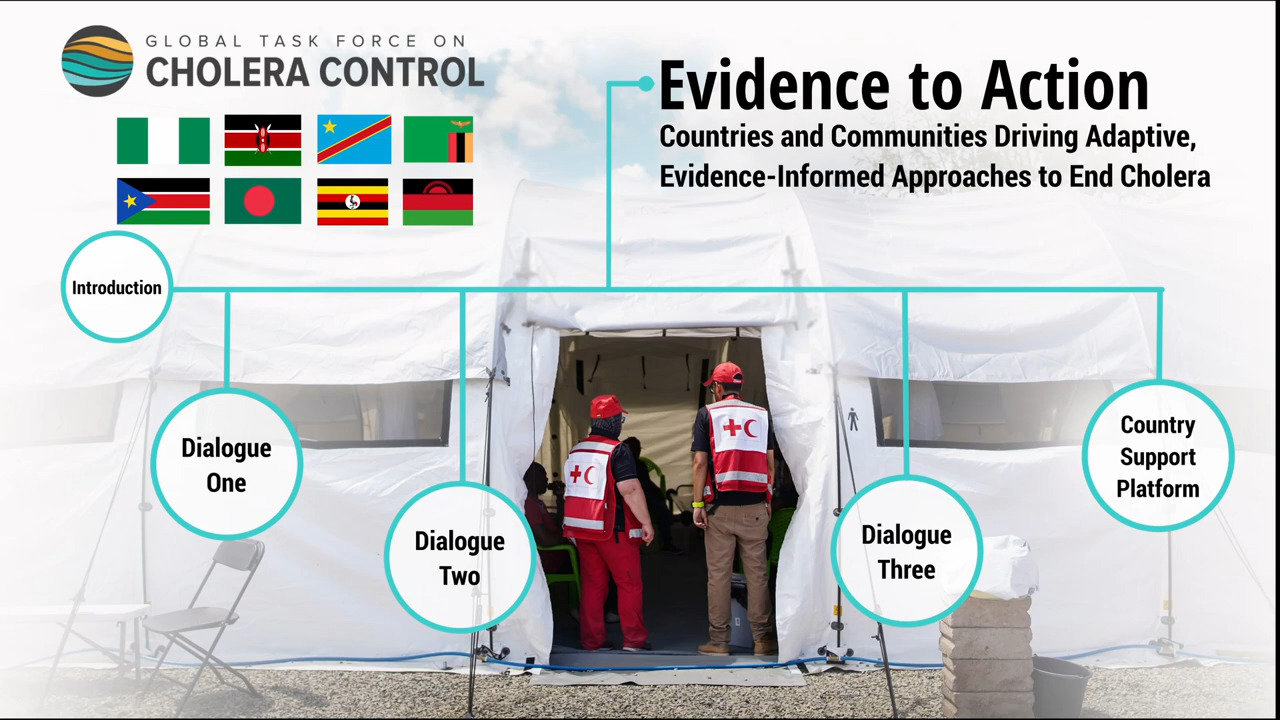 GLOBAL TASK FORCE ON
CHOLERA CONTROL
Evidence to Action
Countries and Communities Driving Adaptive,
Evidence-Informed Approaches to End Cholera
Introduction
Dialogue
One
Dialogue
Two
Dialogue
Three
Country
Support
Platform